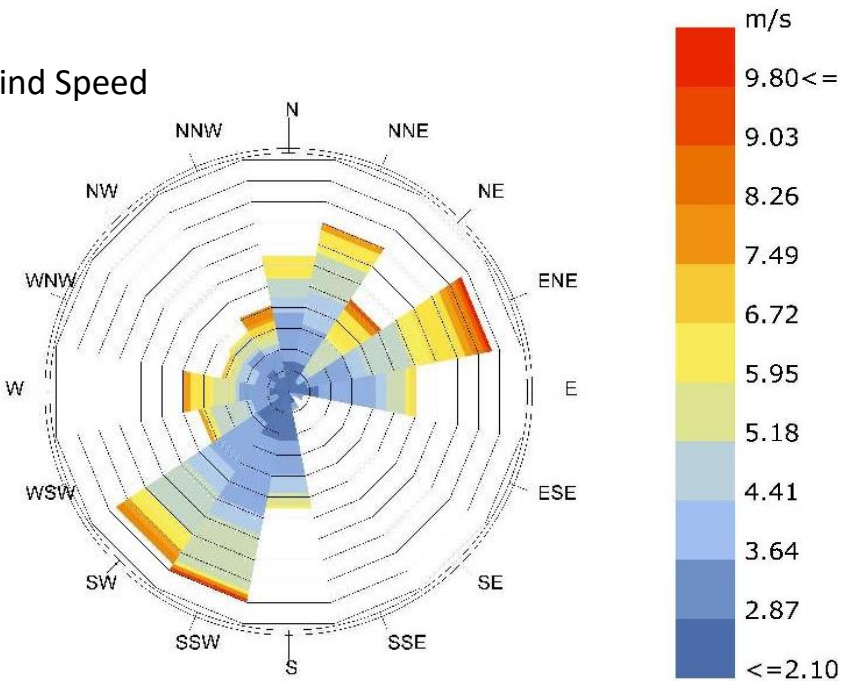 ind Speed
N
NNW
NNE
NW
NE
WNW
ENE
W
E
WSW
ESE
SW
SE
SSW
SSE
S
m/s
9.80<=
9.03
8.26
7.49
6.72
5.95
5.18
4.41
3.64
2.87
<=2.10